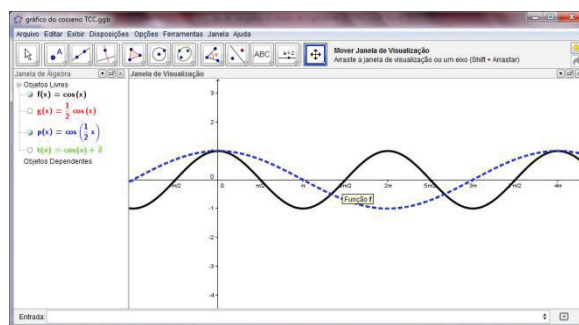 gráfico do cosseno TCC.ggb
Arquivo Editar Exibir Disposições Opções Ferramentas Janela Ajuda
A
ABC
a=2
Mover Janela de Visualização
Arraste a janela de visualização ou um eixo (Shift + Arrastar)
Janela de Álgebra
Janela de Visualização
Objetos Livres
f(x) = cos(x)
g(x) = 1/2 cos(x)
p(x) = cos (1/2 x)
t(x) = cos(x) + 2
Objetos Dependentes
3
2
1
0
-1
-2
-3
-4
0
π
2π
3π
4π
Função f
Entrada: